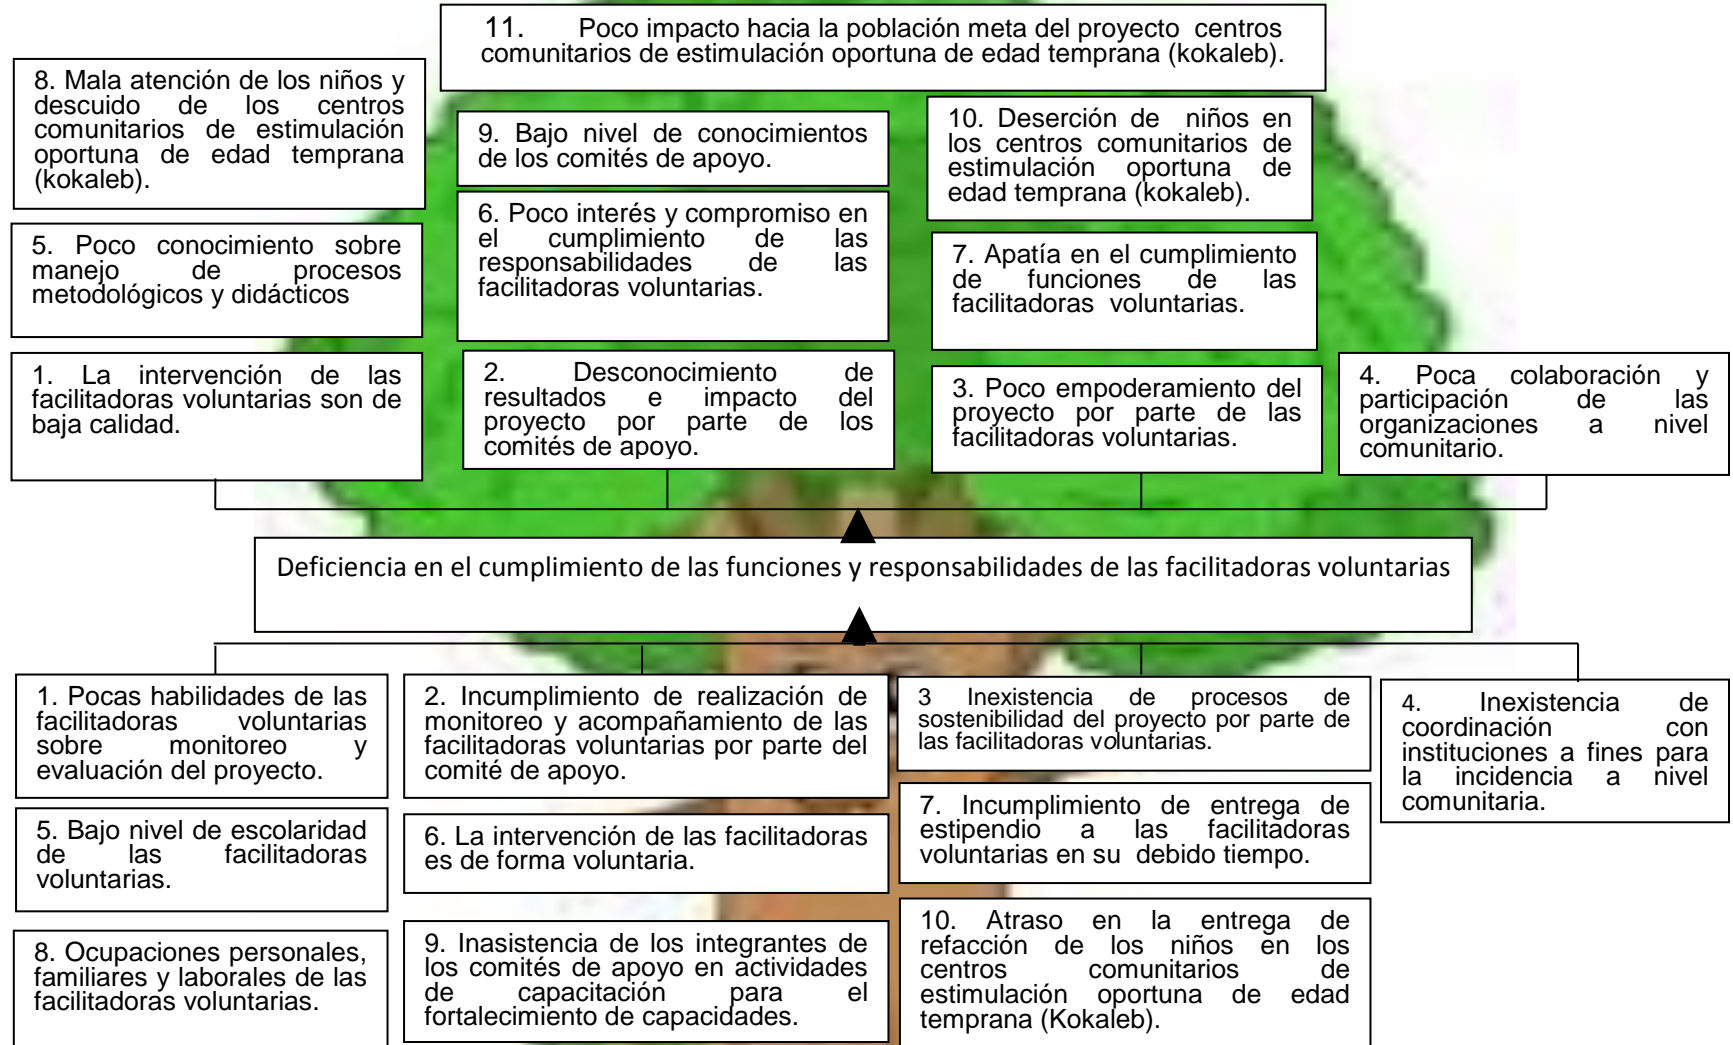 11. Poco impacto hacia la población meta del proyecto centros
comunitarios de estimulación oportuna de edad temprana (kokaleb).
8. Mala atención de los niños y
descuido de los centros
comunitarios de estimulación
oportuna de edad temprana
(kokaleb).
9. Bajo nivel de conocimientos
de los comités de apoyo.
10. Deserción de niños en
los centros comunitarios de
estimulación oportuna de
edad temprana (kokaleb).
5. Poco conocimiento sobre
manejo de procesos
metodológicos y didácticos
6. Poco interés y compromiso en
el cumplimiento de las
responsabilidades de las
facilitadoras voluntarias.
7. Apatía en el cumplimiento
de funciones de las
facilitadoras voluntarias.
1. La intervención de las
facilitadoras voluntarias son de
baja calidad.
2. Desconocimiento de
resultados e impacto del
proyecto por parte de los
comités de apoyo.
3. Poco empoderamiento del
proyecto por parte de las
facilitadoras voluntarias.
4. Poca colaboración y
participación de las
organizaciones a nivel
comunitario.
Deficiencia en el cumplimiento de las funciones y responsabilidades de las facilitadoras voluntarias
1. Pocas habilidades de las
facilitadoras voluntarias
sobre monitoreo y
evaluación del proyecto.
2. Incumplimiento de realización de
monitoreo y acompañamiento de las
facilitadoras voluntarias por parte del
comité de apoyo.
3 Inexistencia de procesos de
sostenibilidad del proyecto por parte de
las facilitadoras voluntarias.
4. Inexistencia de
coordinación con
instituciones a fines para
la incidencia a nivel
comunitaria.
5. Bajo nivel de escolaridad
de las facilitadoras
voluntarias.
6. La intervención de las facilitadoras
es de forma voluntaria.
7. Incumplimiento de entrega de
estipendio a las facilitadoras
voluntarias en su debido tiempo.
8. Ocupaciones personales,
familiares y laborales de las
facilitadoras voluntarias.
9. Inasistencia de los integrantes de
los comités de apoyo en actividades
de capacitación para el
fortalecimiento de capacidades.
10. Atraso en la entrega de
refacción de los niños en los
centros comunitarios de
estimulación oportuna de edad
temprana (Kokaleb).